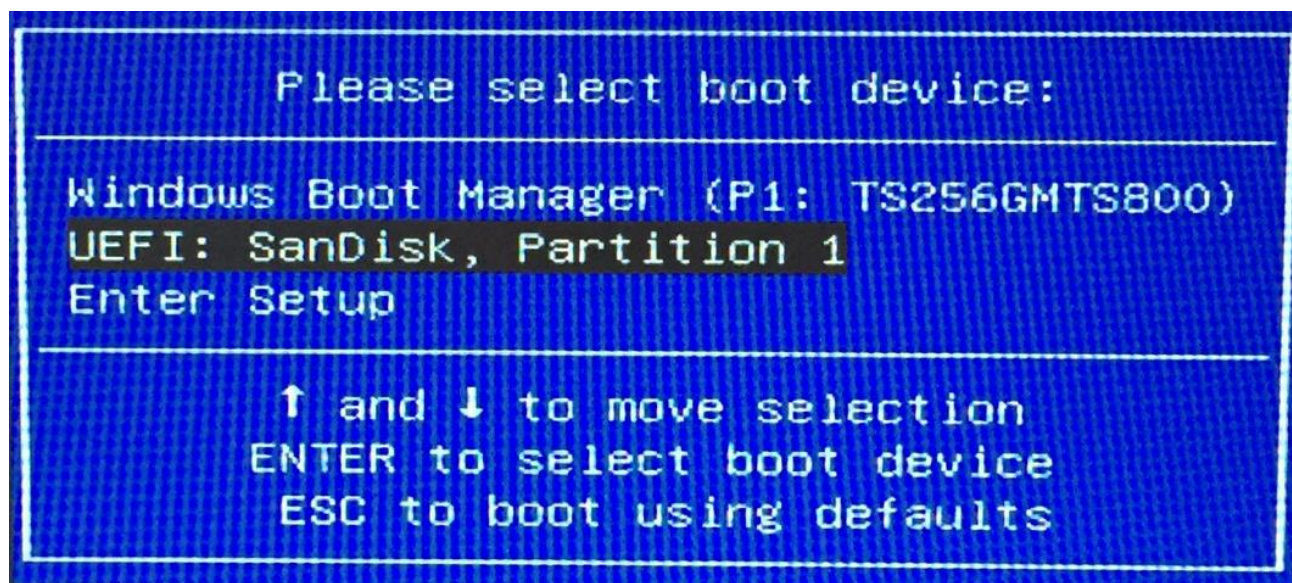 Please select boot device:
Windows Boot Manager (P1: TS256GMTS800)
UEFI: SanDisk, Partition 1
Enter Setup
↑ and ↓ to move selection
ENTER to select boot device
ESC to boot using defaults